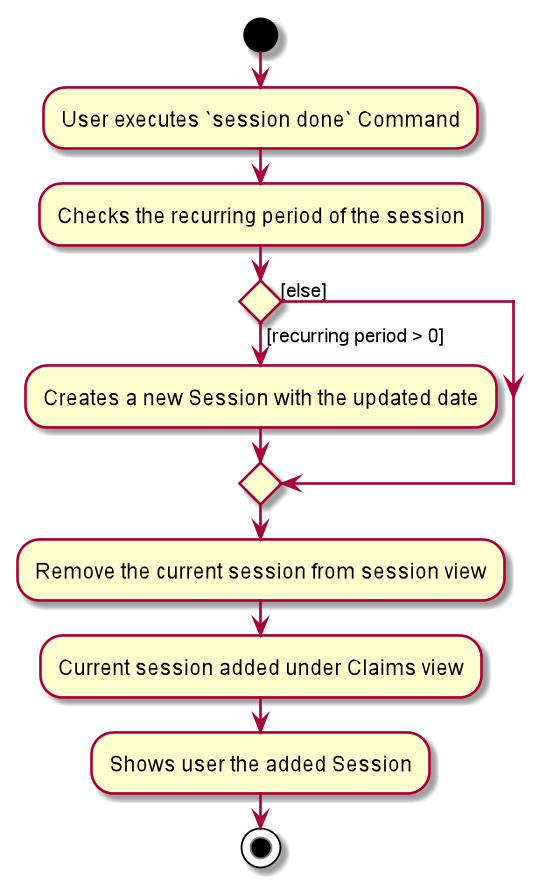 User executes `session done` Command
Checks the recurring period of the session
[else]
[recurring period > 0]
Creates a new Session with the updated date
Remove the current session from session view
Current session added under Claims view
Shows user the added Session